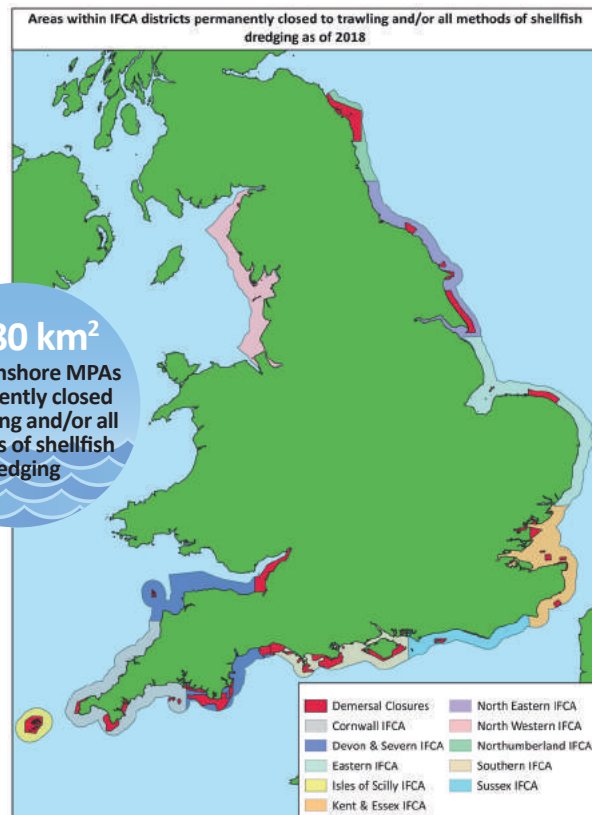 Areas within IFCA districts permanently closed to trawling and/or all methods of shellfish
dredging as of 2018
80 km²
nshore MPAs
ently closed
ing and/or all
s of shellfish
edging
Demersal Closures
Cornwall IFCA
Devon & Severn IFCA
Eastern IFCA
Isles of Scilly IFCA
Kent & Essex IFCA
North Eastern IFCA
North Western IFCA
Northumberland IFCA
Southern IFCA
Sussex IFCA